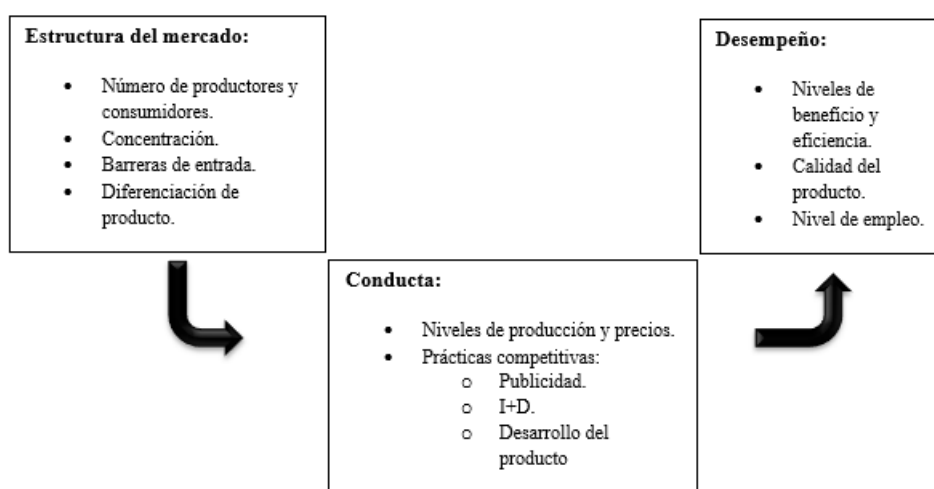 Estructura del mercado:
• Número de productores y
consumidores.
• Concentración.
• Barreras de entrada.
• Diferenciación de
producto.
Conducta:
• Niveles de producción y precios.
• Prácticas competitivas:
o Publicidad.
o I+D.
o Desarrollo del
producto
Desempeño:
• Niveles de
beneficio y
eficiencia.
• Calidad del
producto.
• Nivel de empleo.